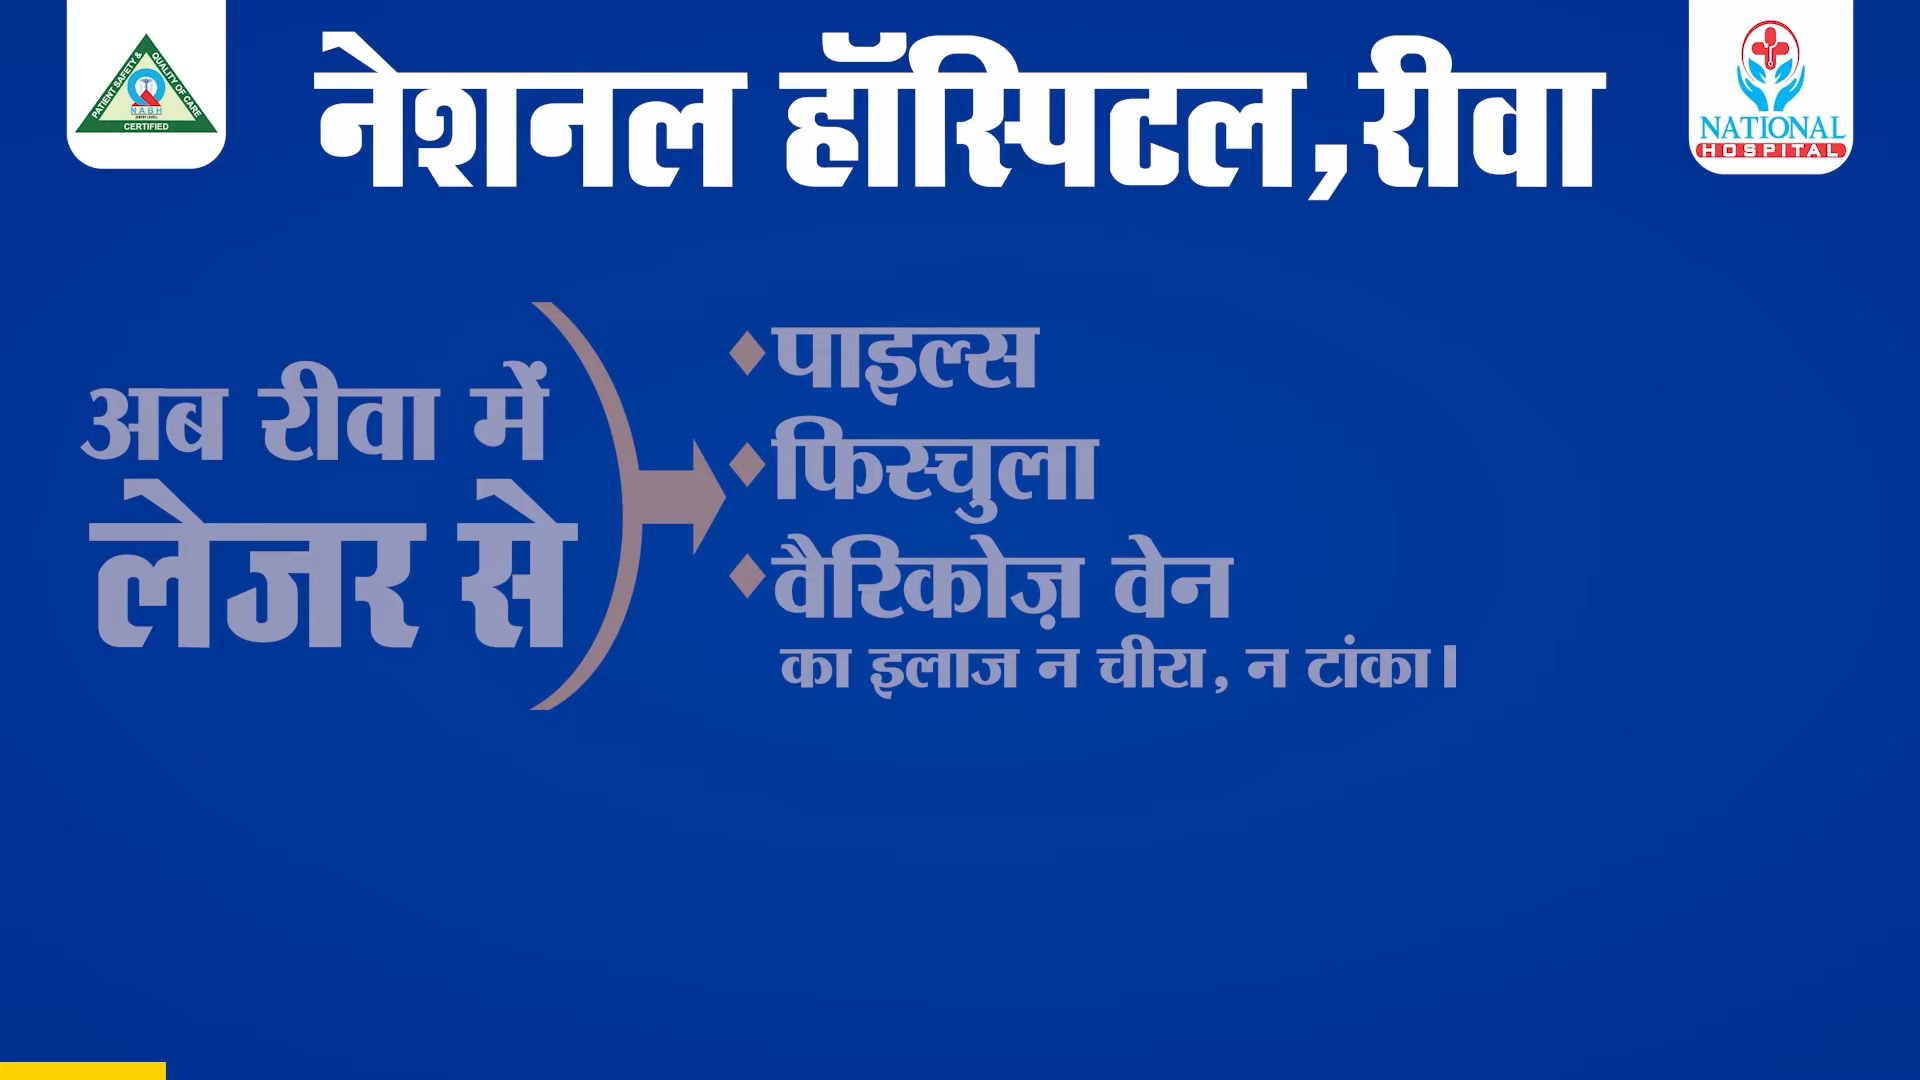 PATIENT SAFETY & QUALITY OF CARE
NABH
CERTIFIED
नेशनल हॉस्पिटल,रीवा
NATIONAL
HOSPITAL
अब रीवा में
लेजर से
पाइल्स
फिस्चुला
वैरिकोज़ वेन
का इलाज न चीरा, न टांका।